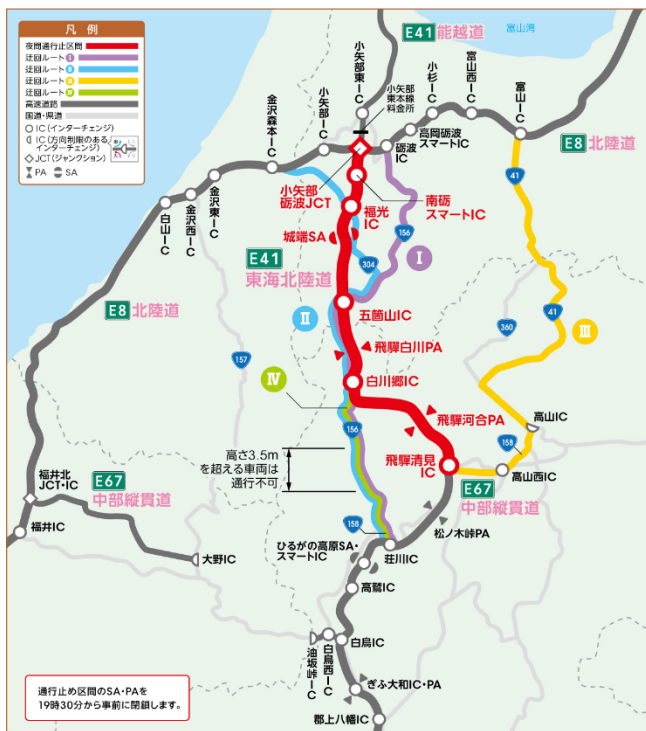 凡例
夜間通行止区間
迂回ルートⅠ
迂回ルートⅡ
迂回ルートⅢ
迂回ルートⅣ
高速道路
国道・県道
IC(インターチェンジ)
IC(方向制限のあるインターチェンジ)
JCT(ジャンクション)
PA
SA
E41 能越道
富山湾
小矢部東IC
小矢部東本線料金所
小杉IC
富山西IC
富山IC
金沢森本IC
小矢部IC
高岡砺波スマートIC
砺波IC
E8 北陸道
金沢東IC
金沢西IC
白山IC
小矢部砺波JCT
南砺スマートIC
福光IC
城端SA
41
156
304
Ⅰ
E41
東海北陸道
E8 北陸道
五箇山IC
Ⅱ
飛騨白川PA
360
41
Ⅲ
157
白川郷IC
Ⅳ
飛騨河合PA
156
高山IC
158
高さ3.5mを超える車両は通行不可
飛騨清見IC
高山西IC
E67
中部縦貫道
福井北JCT・IC
E67
中部縦貫道
福井IC
158
松ノ木峠PA
大野IC
ひるがの高原SA・スマートIC
荘川IC
高鷲IC
白鳥西IC
油坂峠IC
白鳥IC
ぎふ大和IC・PA
郡上八幡IC
通行止め区間のSA・PAを
19時30分から事前に閉鎖します。